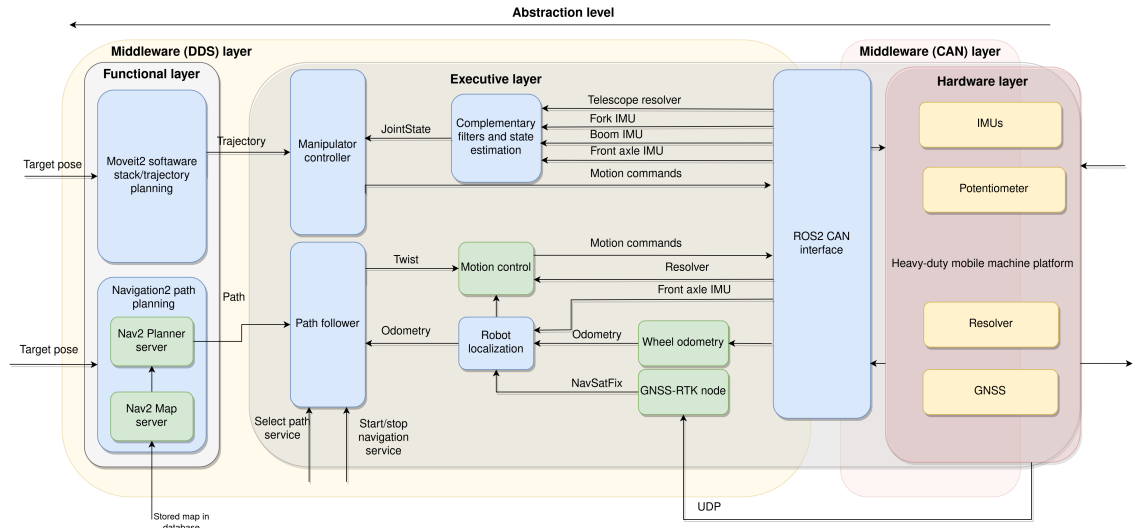 Abstraction level
Middleware (DDS) layer
Middleware (CAN) layer
Functional layer
Executive layer
Hardware layer
Target pose
Moveit2 softaware
stack/trajectory
planning
Trajectory
Manipulator
controller
JointState
Complementary
filters and state
estimation
Telescope resolver
Fork IMU
Boom IMU
Front axle IMU
Motion commands
ROS2 CAN
interface
IMUs
Potentiometer
Heavy-duty mobile machine platform
Resolver
GNSS
Target pose
Navigation2 path
planning
Nav2 Planner
server
Nav2 Map
server
Path
Path follower
Twist
Motion control
Motion commands
Resolver
Front axle IMU
Odometry
Robot
localization
Odometry
Wheel odometry
NavSatFix
GNSS-RTK node
Select path
service
Start/stop
navigation
service
Stored map in
database
UDP